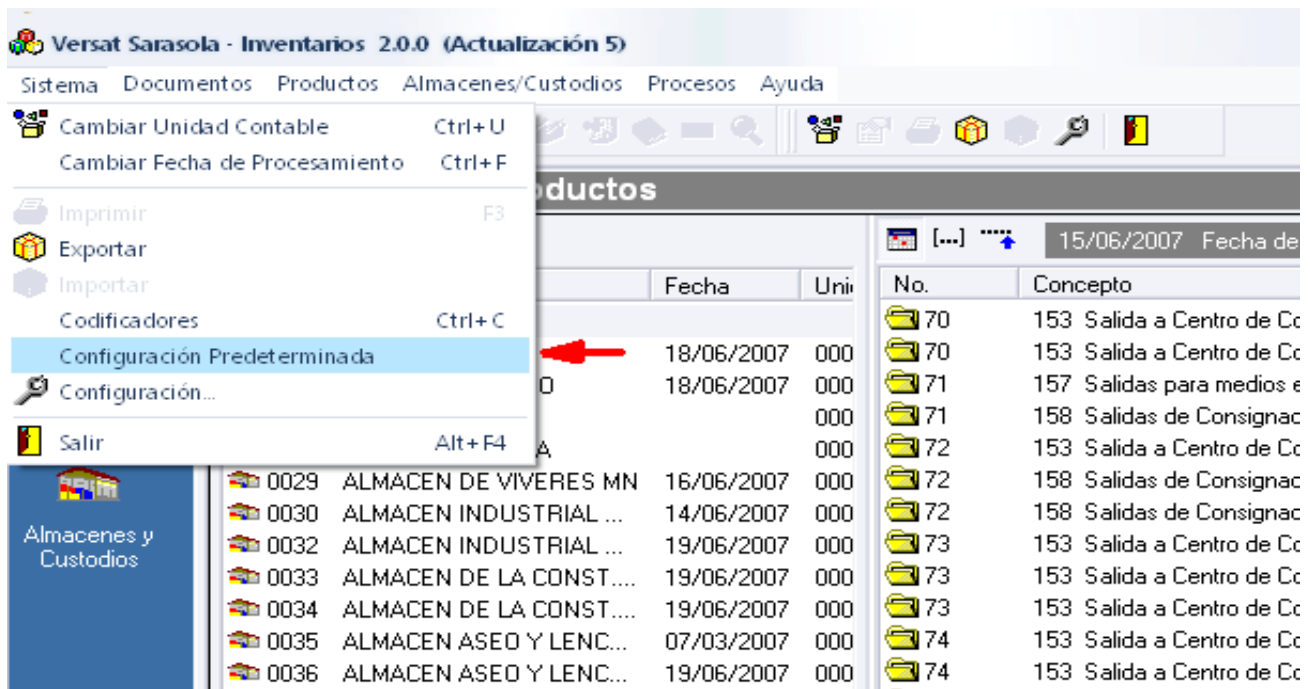 Versat Sarasola - Inventarios 2.0.0 (Actualización 5)
Sistema Documentos Productos Almacenes/Custodios Procesos Ayuda
Cambiar Unidad Contable Ctrl+U
Cambiar Fecha de Procesamiento Ctrl+F
Imprimir F3
Exportar
Importar
Codificadores Ctrl+C
Configuración Predeterminada
Configuración...
Salir Alt+F4
Almacenes y
Custodios
ductos
Fecha Uni
18/06/2007 000
O 18/06/2007 000
000
A 000
0029 ALMACEN DE VIVERES MN 16/06/2007 000
0030 ALMACEN INDUSTRIAL ... 14/06/2007 000
0032 ALMACEN INDUSTRIAL ... 19/06/2007 000
0033 ALMACEN DE LA CONST.... 19/06/2007 000
0034 ALMACEN DE LA CONST.... 19/06/2007 000
0035 ALMACEN ASEO Y LENC... 07/03/2007 000
0036 ALMACEN ASEO Y LENC... 19/06/2007 000
[...] 15/06/2007 Fecha de
No. Concepto
70 153 Salida a Centro de Co
70 153 Salida a Centro de Co
71 157 Salidas para medios e
71 158 Salidas de Consignac
72 153 Salida a Centro de Co
72 158 Salidas de Consignac
72 158 Salidas de Consignac
73 153 Salida a Centro de Co
73 153 Salida a Centro de Co
73 153 Salida a Centro de Co
74 153 Salida a Centro de Co
74 153 Salida a Centro de Co